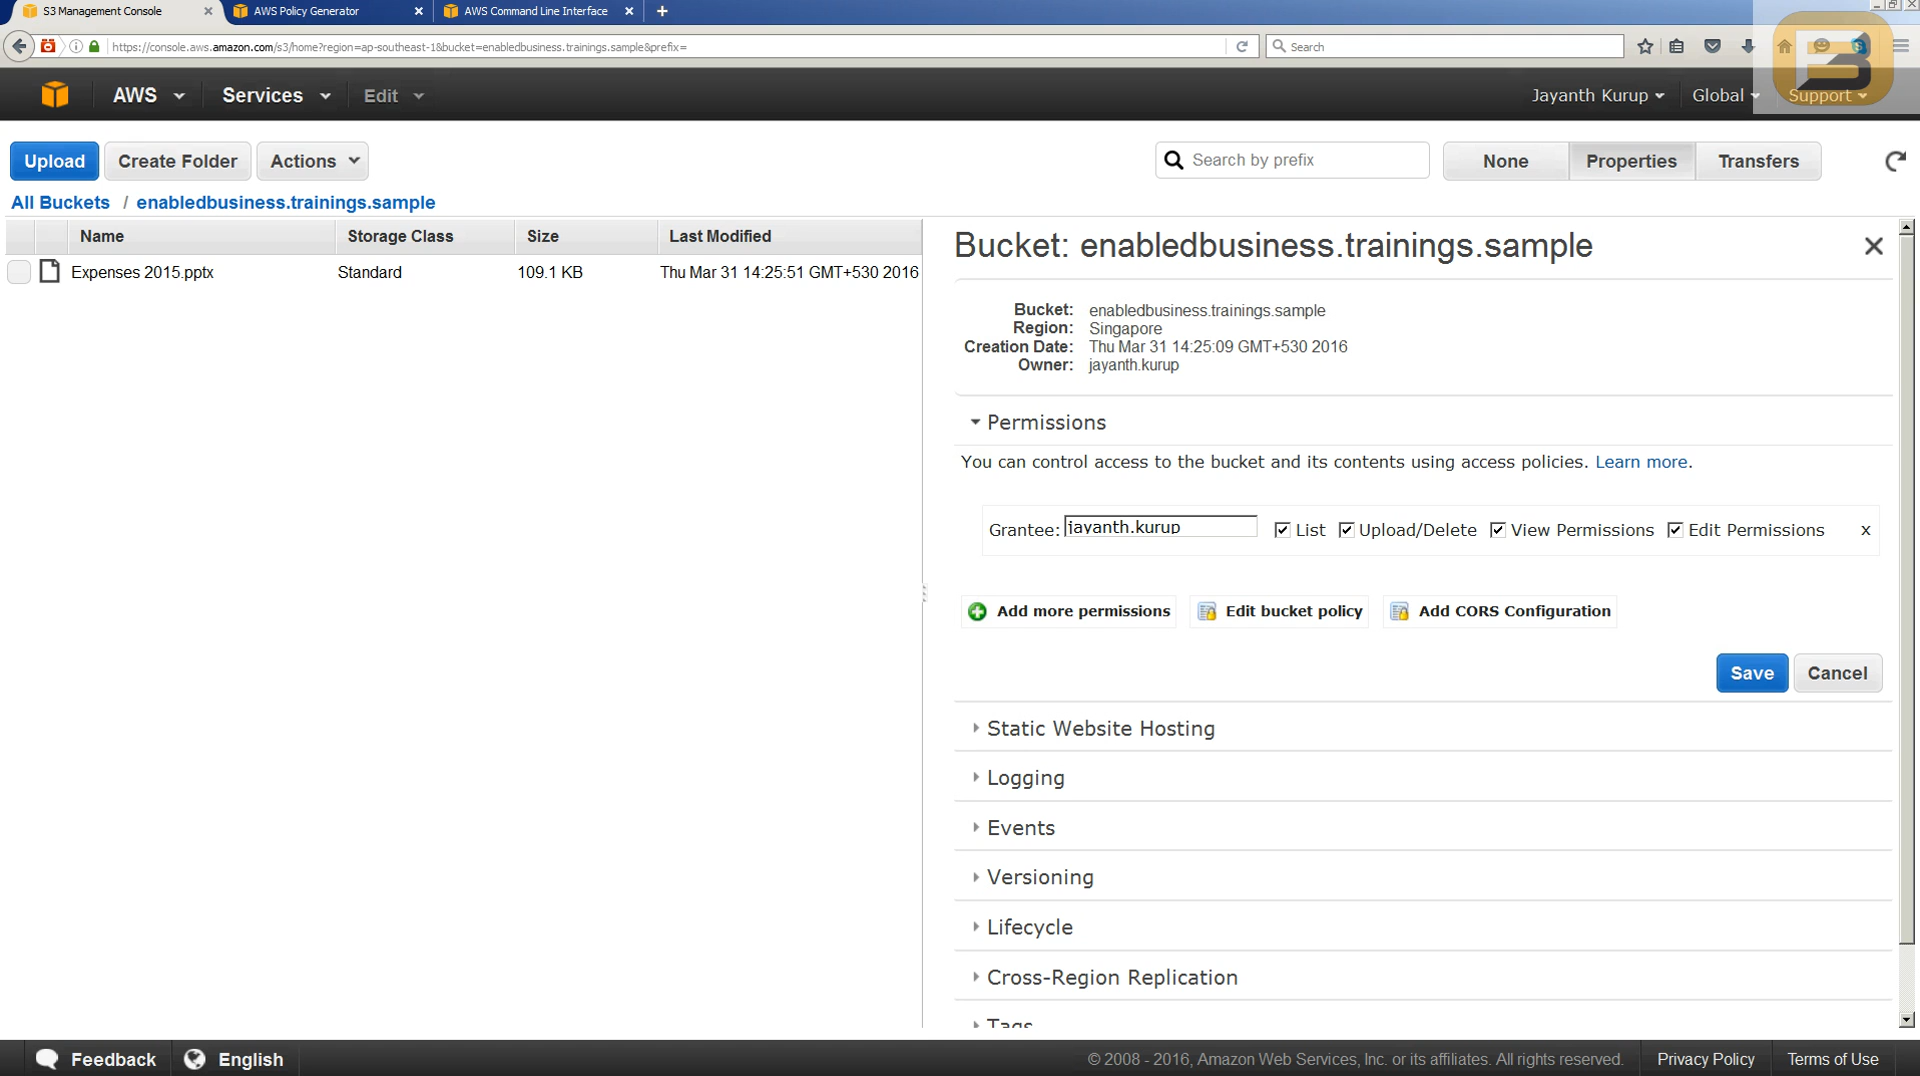 S3 Management Console
AWS Policy Generator
AWS Command Line Interface
https://console.aws.amazon.com/s3/home?region=ap-southeast-1&bucket=enabledbusiness.trainings.sample&prefix=
Search
AWS
Services
Edit
Jayanth Kurup
Global
Support
Upload
Create Folder
Actions
Search by prefix
None
Properties
Transfers
All Buckets / enabledbusiness.trainings.sample
Name
Storage Class
Size
Last Modified
Expenses 2015.pptx
Standard
109.1 KB
Thu Mar 31 14:25:51 GMT+530 2016
Bucket: enabledbusiness.trainings.sample
Bucket: enabledbusiness.trainings.sample
Region: Singapore
Creation Date: Thu Mar 31 14:25:09 GMT+530 2016
Owner: jayanth.kurup
Permissions
You can control access to the bucket and its contents using access policies. Learn more.
Grantee: jayanth.kurup List Upload/Delete View Permissions Edit Permissions x
Add more permissions
Edit bucket policy
Add CORS Configuration
Save
Cancel
Static Website Hosting
Logging
Events
Versioning
Lifecycle
Cross-Region Replication
Tags
Feedback
English
© 2008 - 2016, Amazon Web Services, Inc. or its affiliates. All rights reserved.
Privacy Policy
Terms of Use